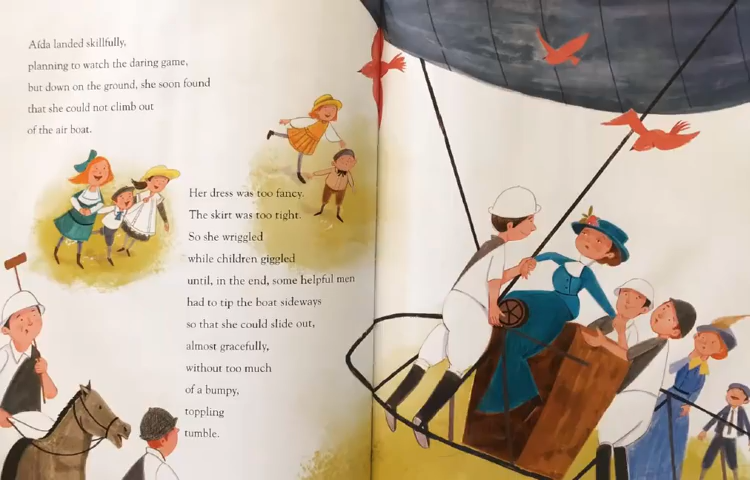 Aída landed skillfully,
planning to watch the daring game,
but down on the ground, she soon found
that she could not climb out
of the air boat.
Her dress was too fancy.
The skirt was too tight.
So she wriggled
while children giggled
until, in the end, some helpful men
had to tip the boat sideways
so that she could slide out,
almost gracefully,
without too much
of a bumpy,
toppling
tumble.